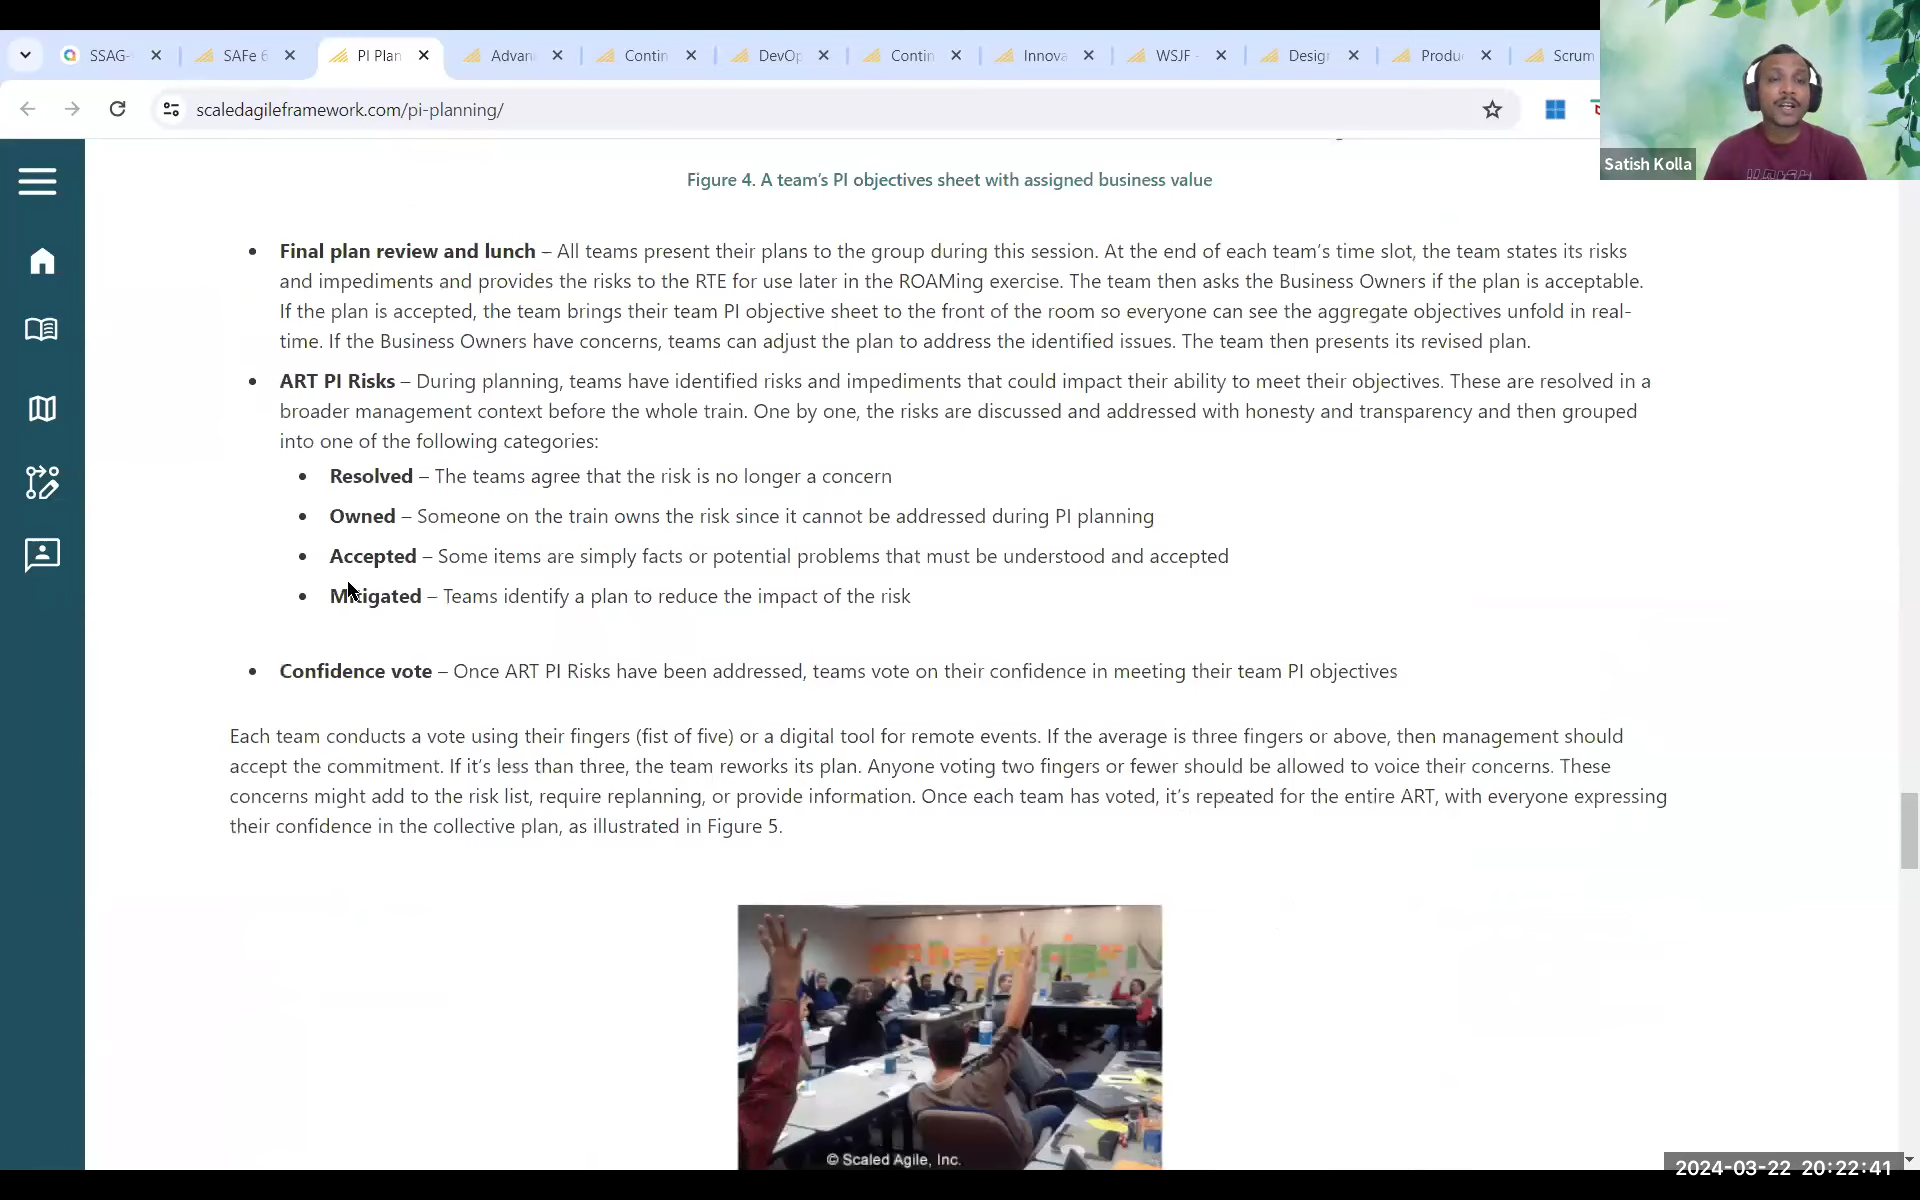 SSAG-
SAFe 6
PI Plan
Advan
Contin
DevOp
Contin
Innova
WSJF -
Design
Produ
Scrum
scaledagileframework.com/pi-planning/
Satish Kolla
Figure 4. A team's PI objectives sheet with assigned business value
• Final plan review and lunch – All teams present their plans to the group during this session. At the end of each team's time slot, the team states its risks
and impediments and provides the risks to the RTE for use later in the ROAMing exercise. The team then asks the Business Owners if the plan is acceptable.
If the plan is accepted, the team brings their team PI objective sheet to the front of the room so everyone can see the aggregate objectives unfold in real-
time. If the Business Owners have concerns, teams can adjust the plan to address the identified issues. The team then presents its revised plan.
• ART PI Risks – During planning, teams have identified risks and impediments that could impact their ability to meet their objectives. These are resolved in a
broader management context before the whole train. One by one, the risks are discussed and addressed with honesty and transparency and then grouped
into one of the following categories:
• Resolved – The teams agree that the risk is no longer a concern
• Owned – Someone on the train owns the risk since it cannot be addressed during PI planning
• Accepted – Some items are simply facts or potential problems that must be understood and accepted
• Mitigated – Teams identify a plan to reduce the impact of the risk
• Confidence vote – Once ART PI Risks have been addressed, teams vote on their confidence in meeting their team PI objectives
Each team conducts a vote using their fingers (fist of five) or a digital tool for remote events. If the average is three fingers or above, then management should
accept the commitment. If it's less than three, the team reworks its plan. Anyone voting two fingers or fewer should be allowed to voice their concerns. These
concerns might add to the risk list, require replanning, or provide information. Once each team has voted, it's repeated for the entire ART, with everyone expressing
their confidence in the collective plan, as illustrated in Figure 5.
© Scaled Agile, Inc.
2024-03-22 20:22:41